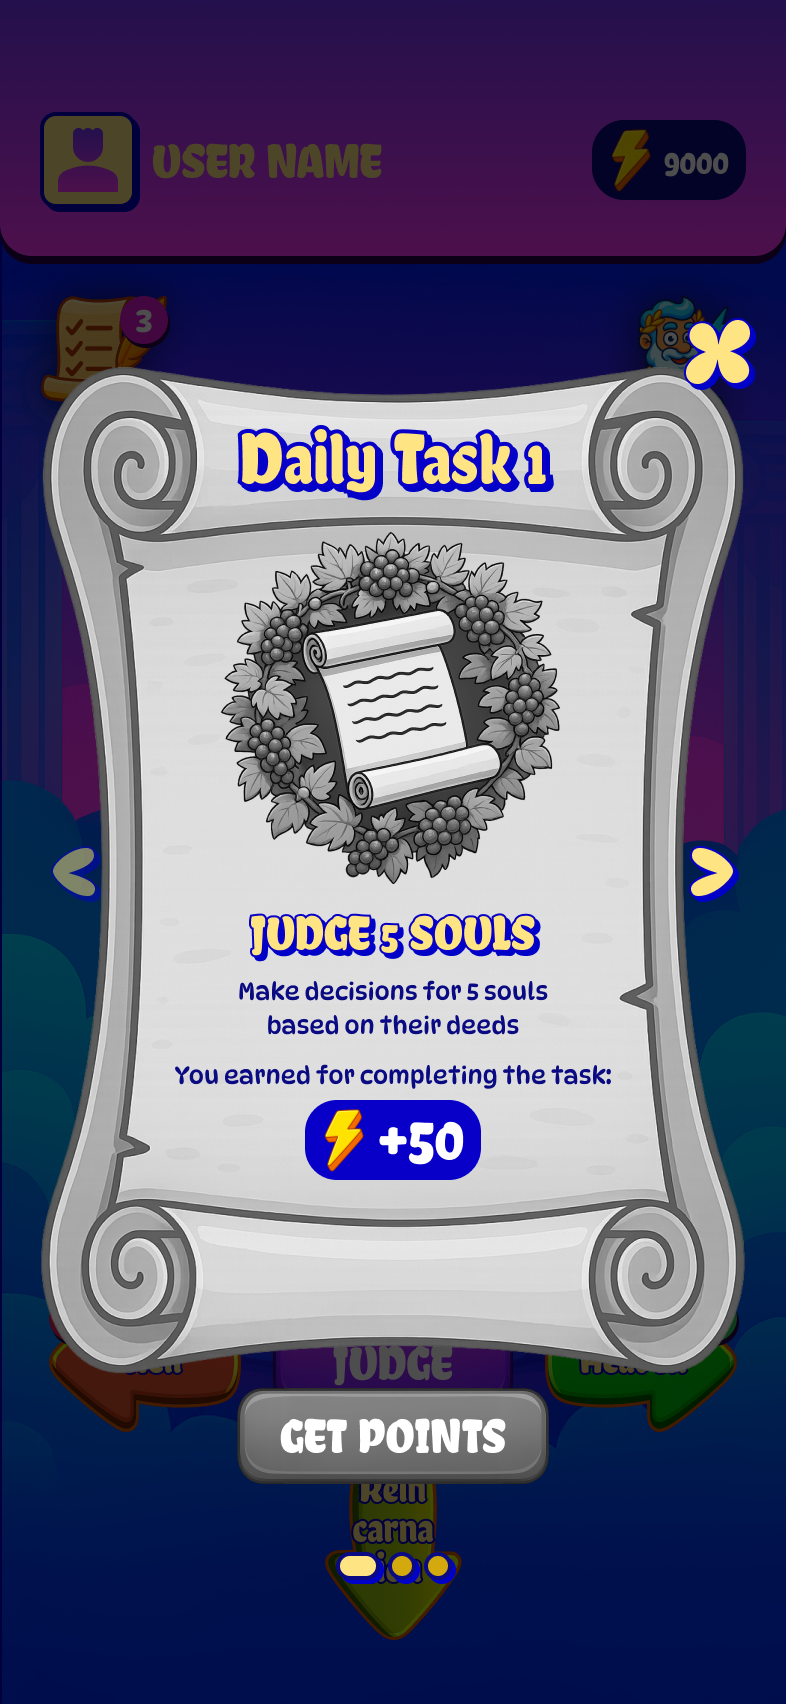 USER NAME
9000
3
Daily Task 1
JUDGE 5 SOULS
Make decisions for 5 souls
based on their deeds
You earned for completing the task:
+50
JUDGE
GET POINTS
Rein
carna